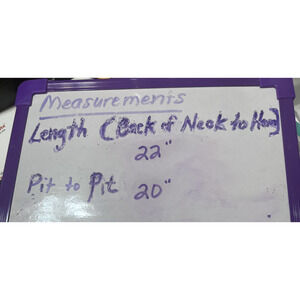 Measurements
Length (Back of Neck to Hem)
22"
Pit to Pit 20"